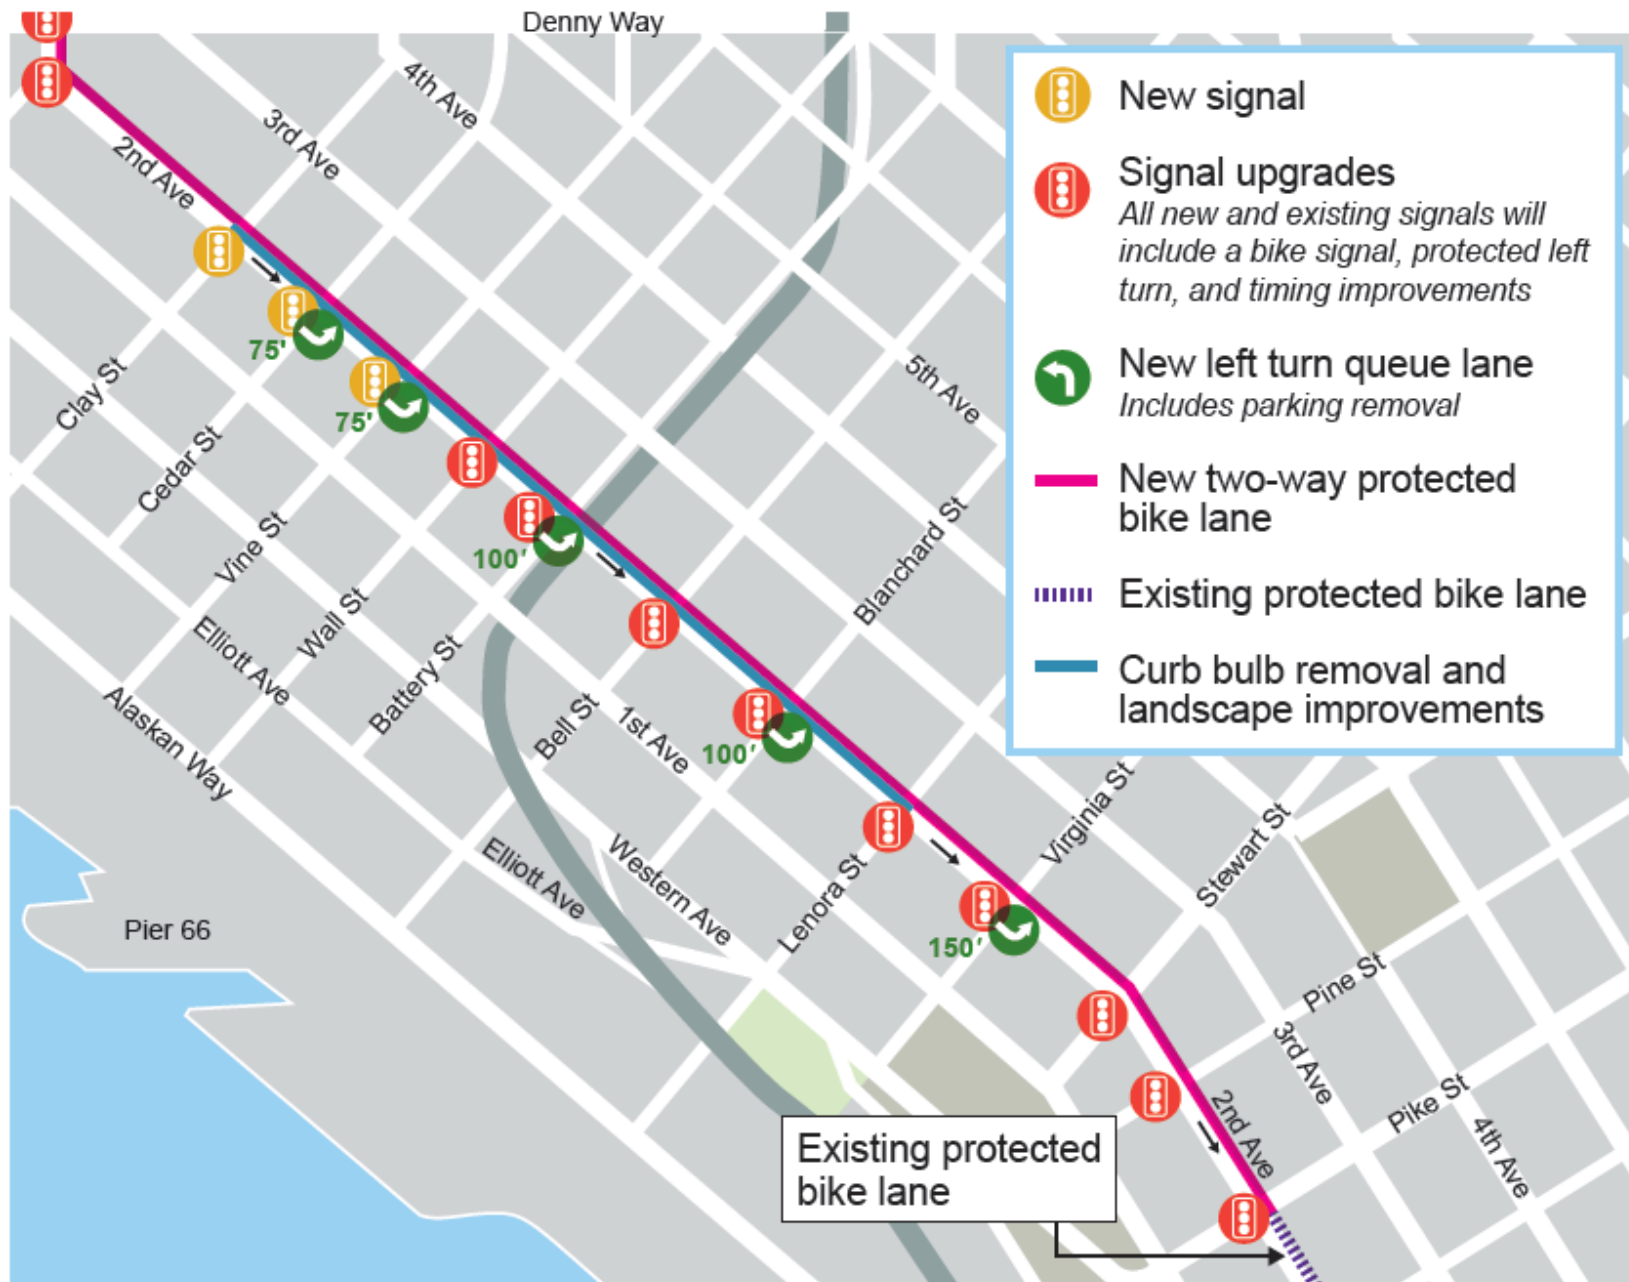 Denny Way
4th Ave
3rd Ave
2nd Ave
75'
75'
5th Ave
Clay St
Cedar St
Vine St
Wall St
100'
Blanchard St
Elliott Ave
Battery St
Alaskan Way
Bell St
1st Ave
100'
Virginia St
Stewart St
Elliott Ave
Western Ave
Lenora St
150'
Pier 66
Pine St
3rd Ave
Pike St
2nd Ave
4th Ave
Existing protected
bike lane
New signal
Signal upgrades
All new and existing signals will
include a bike signal, protected left
turn, and timing improvements
New left turn queue lane
Includes parking removal
New two-way protected
bike lane
Existing protected bike lane
Curb bulb removal and
landscape improvements